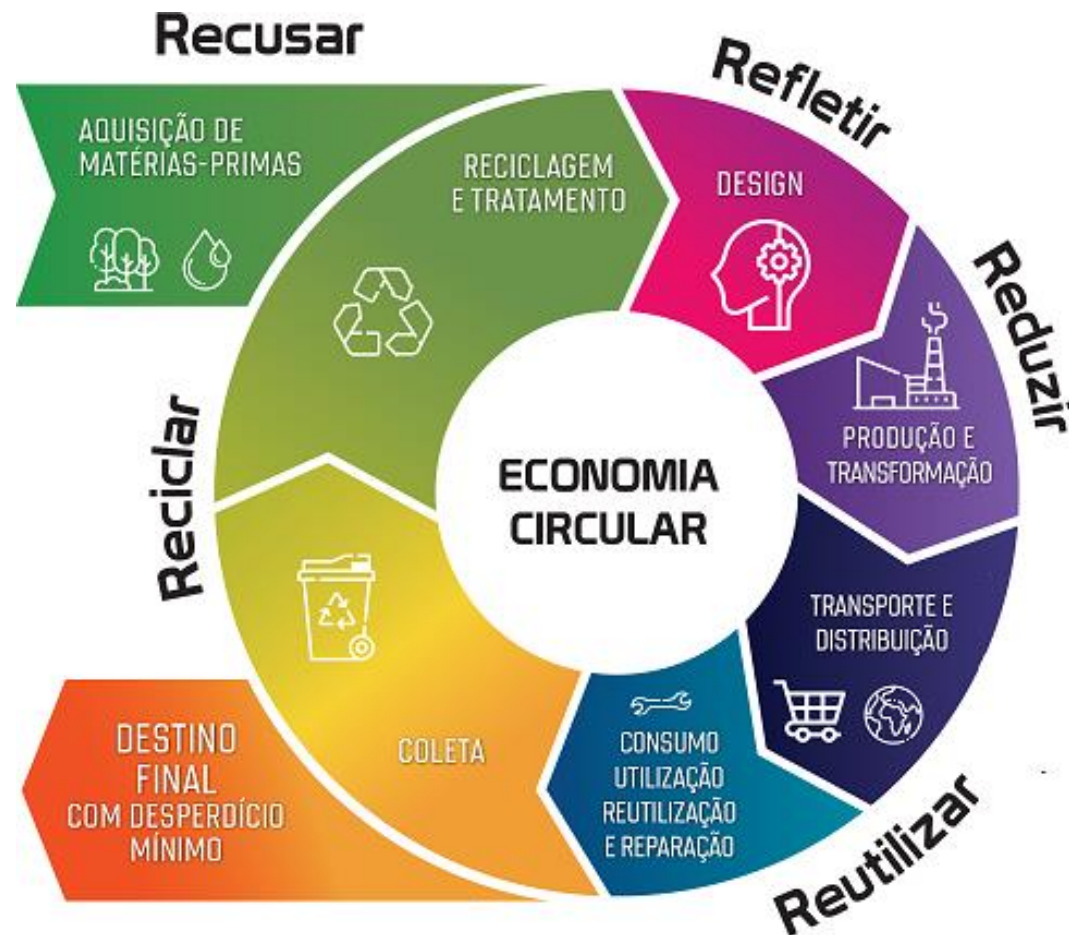 Recusar
Refletir
AQUISIÇÃO DE
MATÉRIAS-PRIMAS
RECICLAGEM
E TRATAMENTO
DESIGN
Reduzir
PRODUÇÃO E
TRANSFORMAÇÃO
Reciclar
ECONOMIA
CIRCULAR
TRANSPORTE E
DISTRIBUIÇÃO
CONSUMO
UTILIZAÇÃO
REUTILIZAÇÃO
E REPARAÇÃO
Reutilizar
COLETA
DESTINO
FINAL
COM DESPERDÍCIO
MÍNIMO